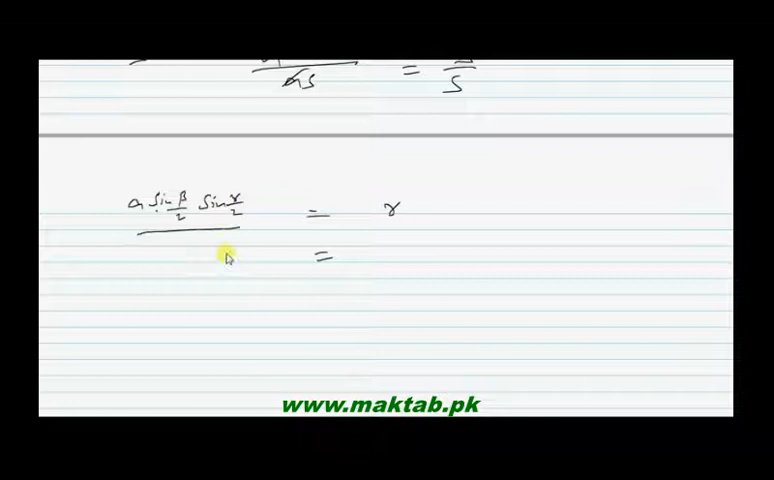 = Δ/S
a sin β/2 sin γ/2 = r
=
www.maktab.pk